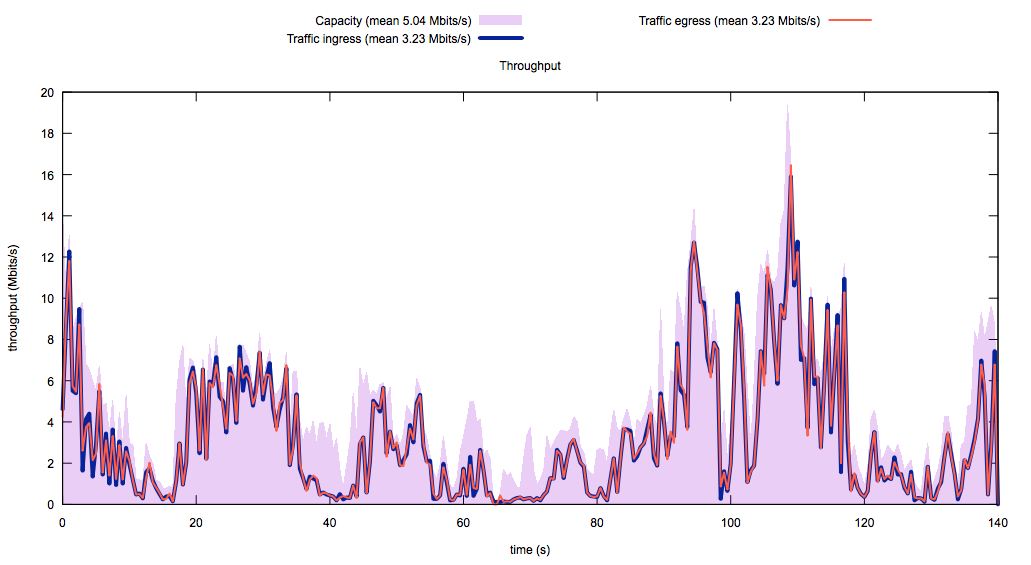 Capacity (mean 5.04 Mbits/s)
Traffic ingress (mean 3.23 Mbits/s)
Traffic egress (mean 3.23 Mbits/s)
Throughput
throughput (Mbits/s)
20
18
16
14
12
10
8
6
4
2
0
0 20 40 60 80 100 120 140
time (s)